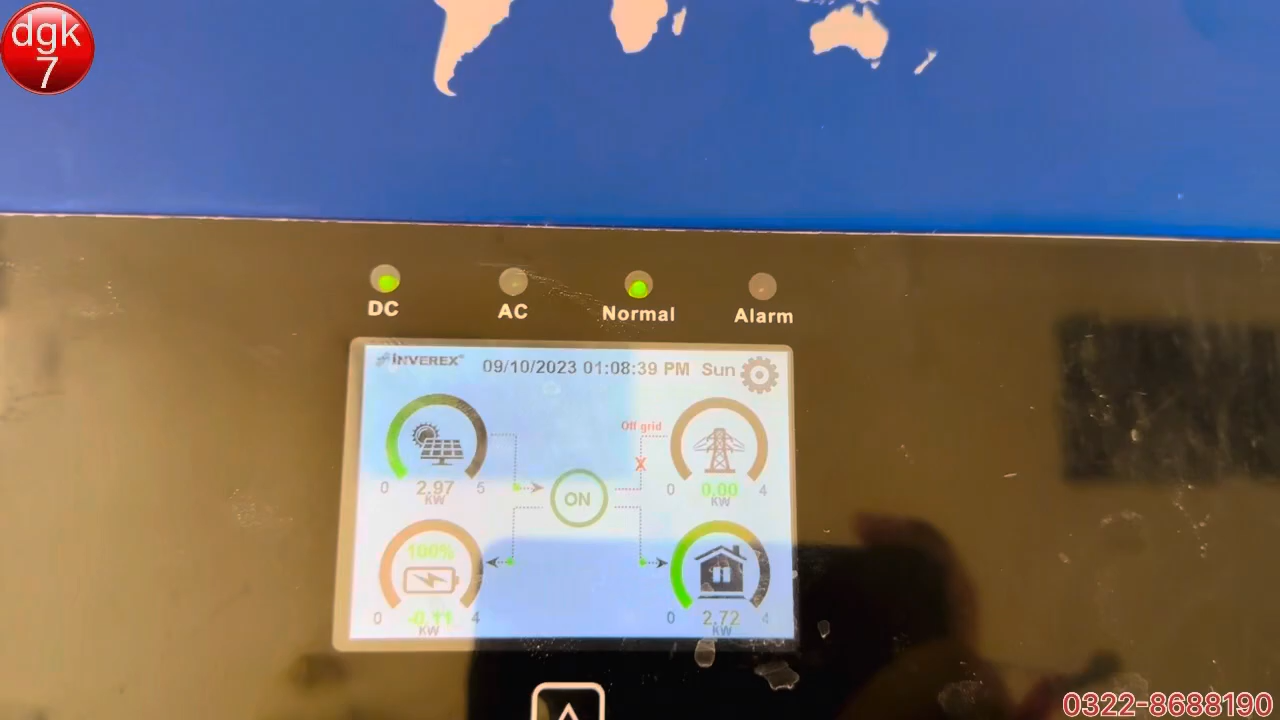 dgk
7
DC
AC
Normal
Alarm
INVEREX®
09/10/2023 01:08:39 PM Sun
Off grid
X
0
2.97
5
KW
ON
0
0.00
4
KW
100%
0
-0.11
4
KW
0
2.72
4
KW
0322-8688190